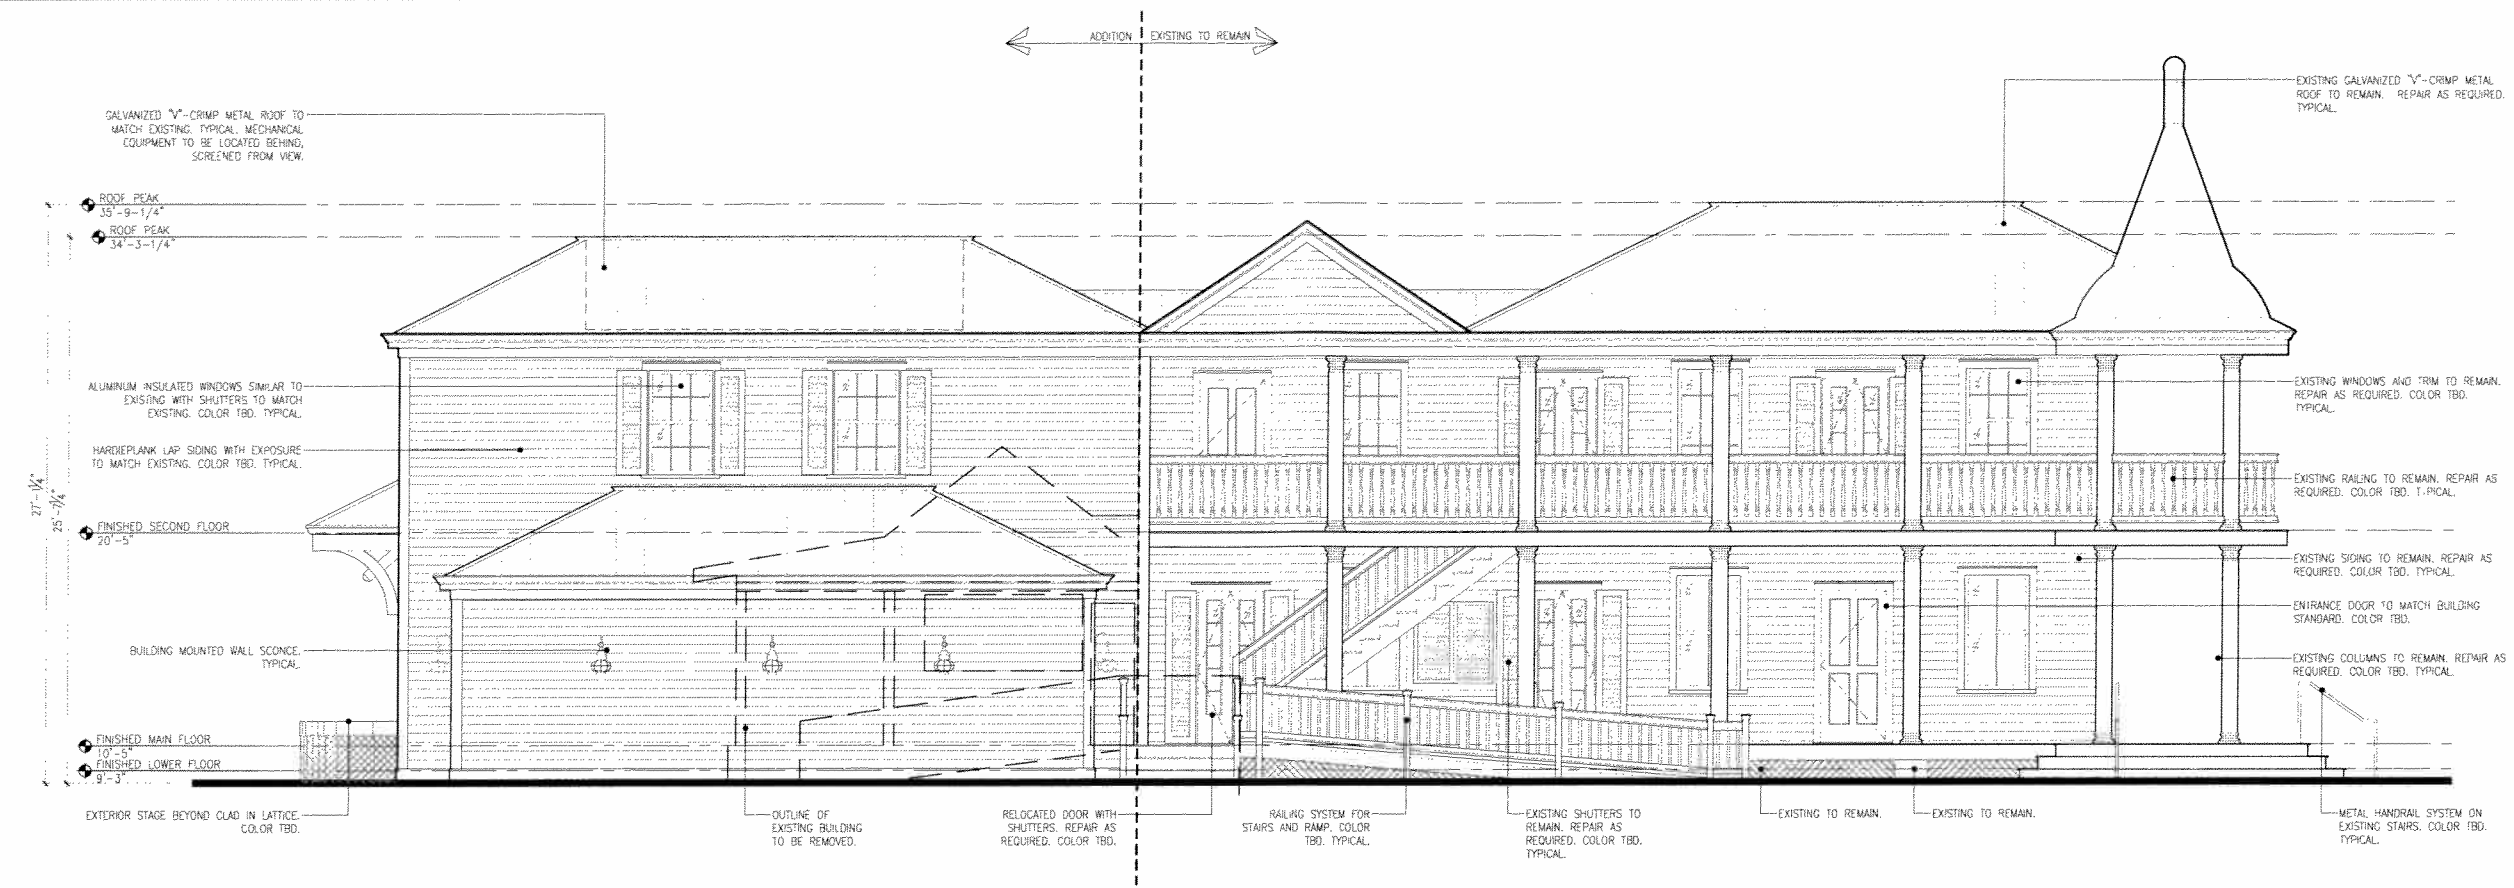 ADDITION
EXISTING TO REMAIN
GALVANIZED "V"-CRIMP METAL ROOF TO
MATCH EXISTING. TYPICAL. MECHANICAL
EQUIPMENT TO BE LOCATED BEHIND,
SCREENED FROM VIEW.
EXISTING GALVANIZED "V"-CRIMP METAL
ROOF TO REMAIN. REPAIR AS REQUIRED.
TYPICAL.
ROOF PEAK
35'-9-1/4"
ROOF PEAK
34'-3-1/4"
ALUMINUM INSULATED WINDOWS SIMILAR TO
EXISTING WITH SHUTTERS TO MATCH
EXISTING. COLOR TBD. TYPICAL.
HARDIEPLANK LAP SIDING WITH EXPOSURE
TO MATCH EXISTING. COLOR TBD. TYPICAL.
27'-1/4"
25'-7/4"
FINISHED SECOND FLOOR
20'-5"
BUILDING MOUNTED WALL SCONCE.
TYPICAL.
FINISHED MAIN FLOOR
10'-5"
FINISHED LOWER FLOOR
9'-3"
EXISTING WINDOWS AND TRIM TO REMAIN.
REPAIR AS REQUIRED. COLOR TBD.
TYPICAL.
EXISTING RAILING TO REMAIN. REPAIR AS
REQUIRED. COLOR TBD. T.PICAL.
EXISTING SIDING TO REMAIN. REPAIR AS
REQUIRED. COLOR TBD. TYPICAL.
ENTRANCE DOOR TO MATCH BUILDING
STANDARD. COLOR TBD.
EXISTING COLUMNS TO REMAIN. REPAIR AS
REQUIRED. COLOR TBD. TYPICAL.
EXTERIOR STAGE BEYOND CLAD IN LATTICE.
COLOR TBD.
OUTLINE OF
EXISTING BUILDING
TO BE REMOVED.
RELOCATED DOOR WITH
SHUTTERS. REPAIR AS
REQUIRED. COLOR TBD.
RAILING SYSTEM FOR
STAIRS AND RAMP. COLOR
TBD. TYPICAL.
EXISTING SHUTTERS TO
REMAIN. REPAIR AS
REQUIRED. COLOR TBD.
TYPICAL.
EXISTING TO REMAIN.
EXISTING TO REMAIN.
METAL HANDRAIL SYSTEM ON
EXISTING STAIRS. COLOR TBD.
TYPICAL.